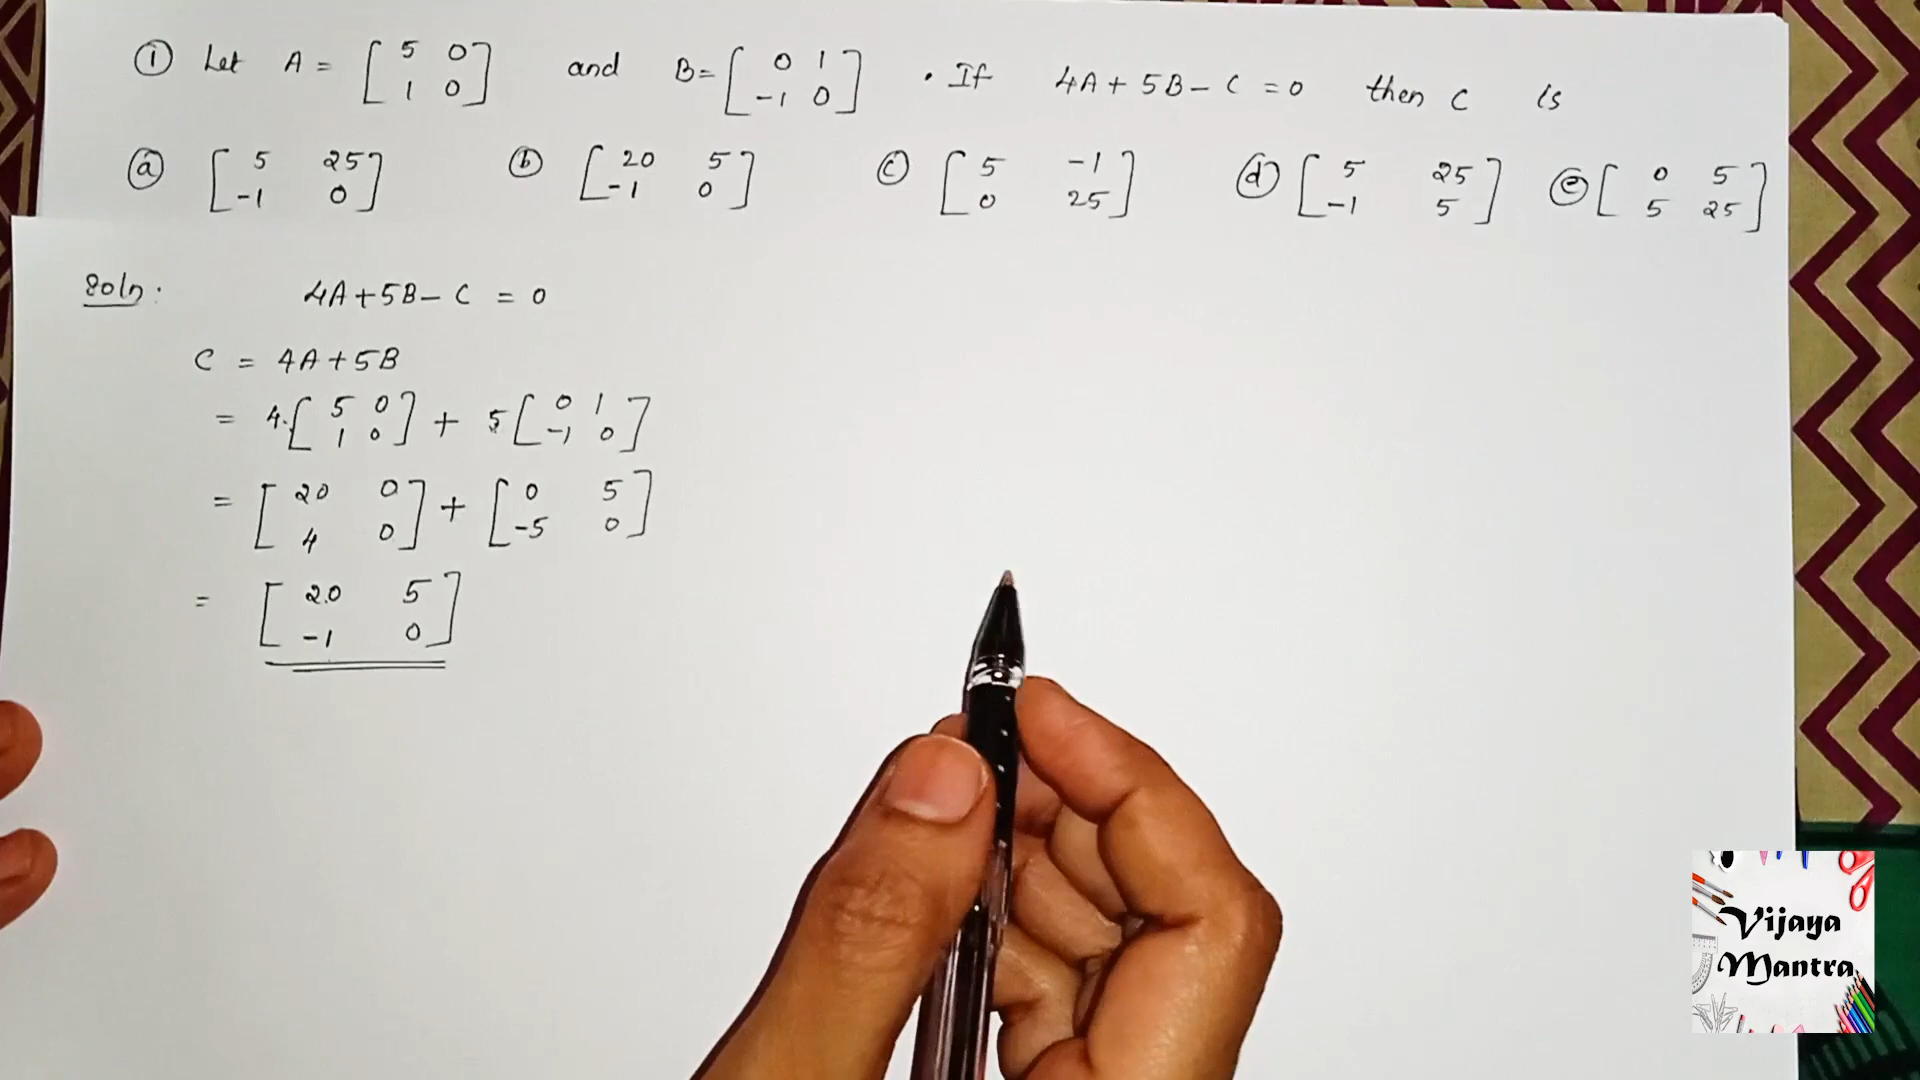 ① Let A = [ 5 0 and B = [ 0 1 . If 4A + 5B - C = 0 then C is
1 0 ] -1 0 ]
ⓐ [ 5 25 ⓑ [ 20 5 ⓒ [ 5 -1 ⓓ [ 5 25 ⓔ [ 0 5
-1 0 ] -1 0 ] 0 25 ] -1 5 ] 5 25 ]
Soln. 4A + 5B - C = 0
C = 4A + 5B
= 4. [ 5 0 + 5 [ 0 1
1 0 ] -1 0 ]
= [ 20 0 + [ 0 5
4 0 ] -5 0 ]
= [ 20 5
-1 0 ]
Vijaya
Mantra